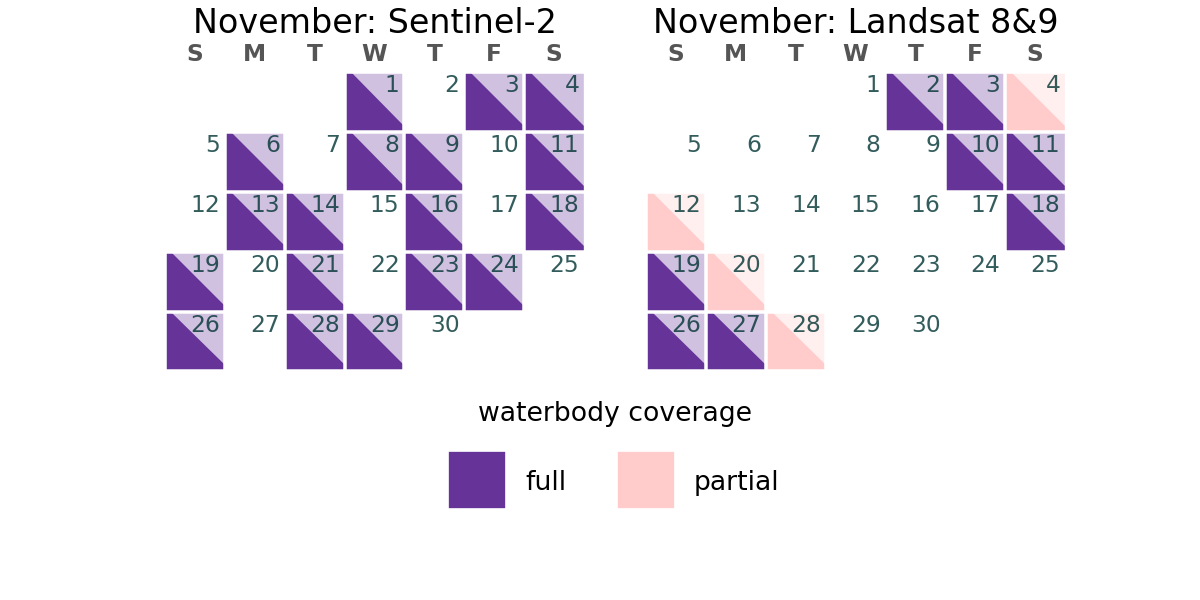 November: Sentinel-2
S M T W T F S
1 2 3 4
5 6 7 8 9 10 11
12 13 14 15 16 17 18
19 20 21 22 23 24 25
26 27 28 29 30
November: Landsat 8&9
S M T W T F S
1 2 3 4
5 6 7 8 9 10 11
12 13 14 15 16 17 18
19 20 21 22 23 24 25
26 27 28 29 30
waterbody coverage
full partial